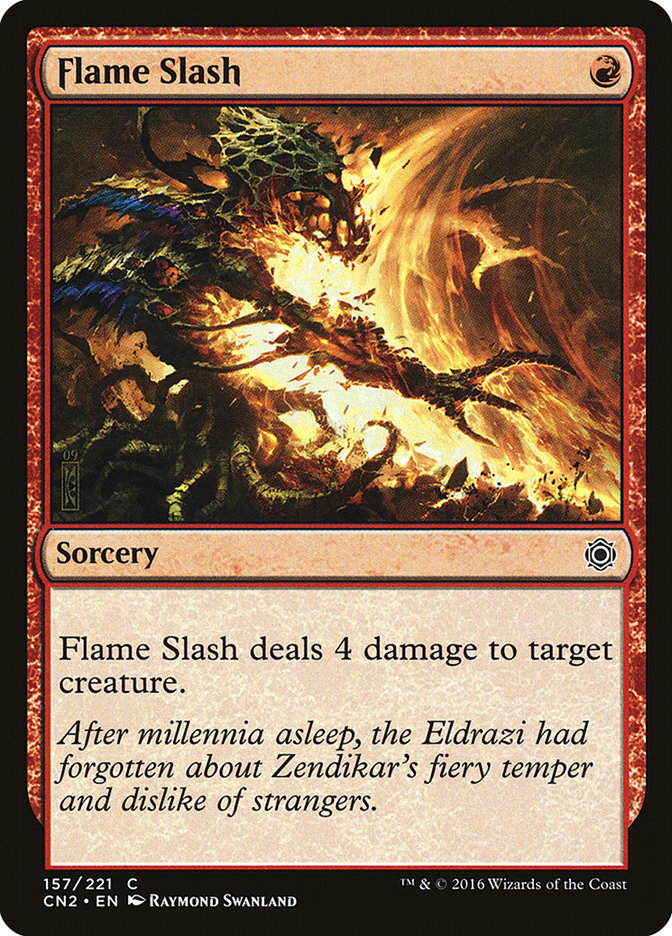 Flame Slash
09
Sorcery
Flame Slash deals 4 damage to target
creature.
After millennia asleep, the Eldrazi had
forgotten about Zendikar's fiery temper
and dislike of strangers.
157/221 C
™ & © 2016 Wizards of the Coast
CN2 • EN Raymond Swanland